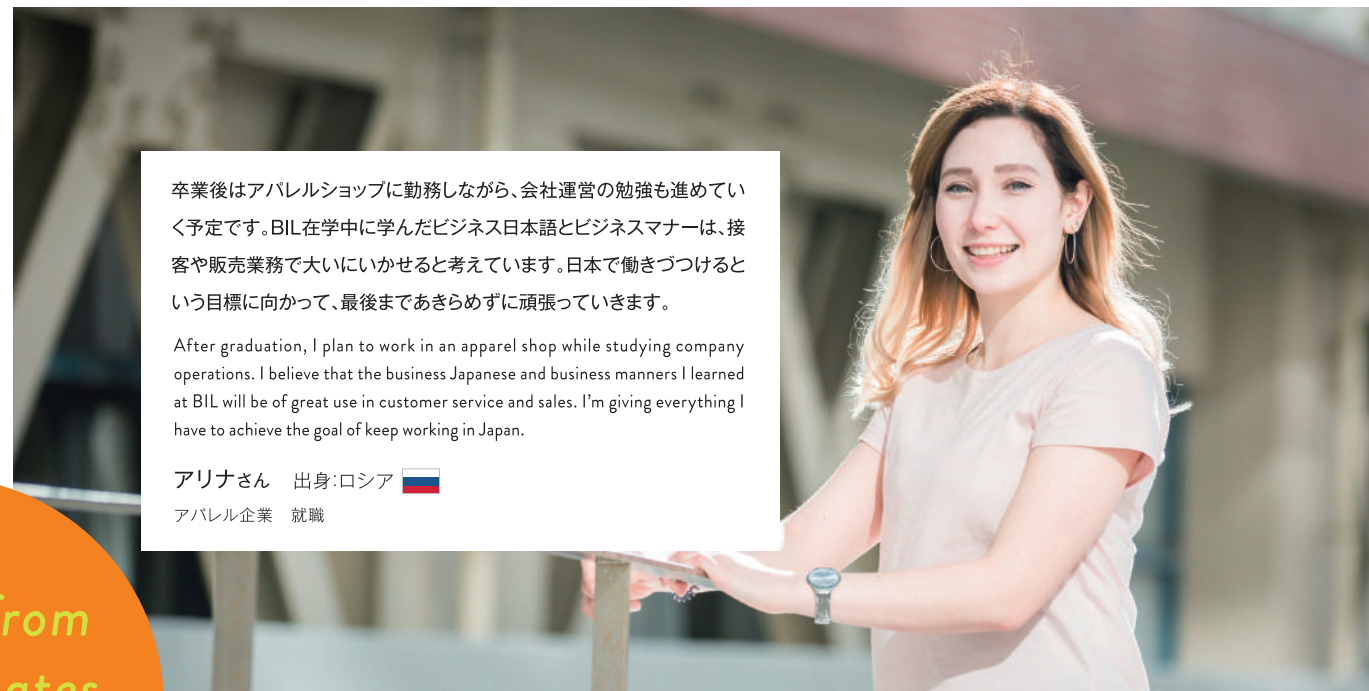 卒業後はアパレルショップに勤務しながら、会社運営の勉強も進めてい
く予定です。BIL在学中に学んだビジネス日本語とビジネスマナーは、接
客や販売業務で大いにいかせると考えています。日本で働きづつけると
いう目標に向かって、最後まであきらめずに頑張っていきます。
After graduation, I plan to work in an apparel shop while studying company
operations. I believe that the business Japanese and business manners I learned
at BIL will be of great use in customer service and sales. I'm giving everything I
have to achieve the goal of keep working in Japan.
アリナさん 出身:ロシア
アパレル企業 就職
from